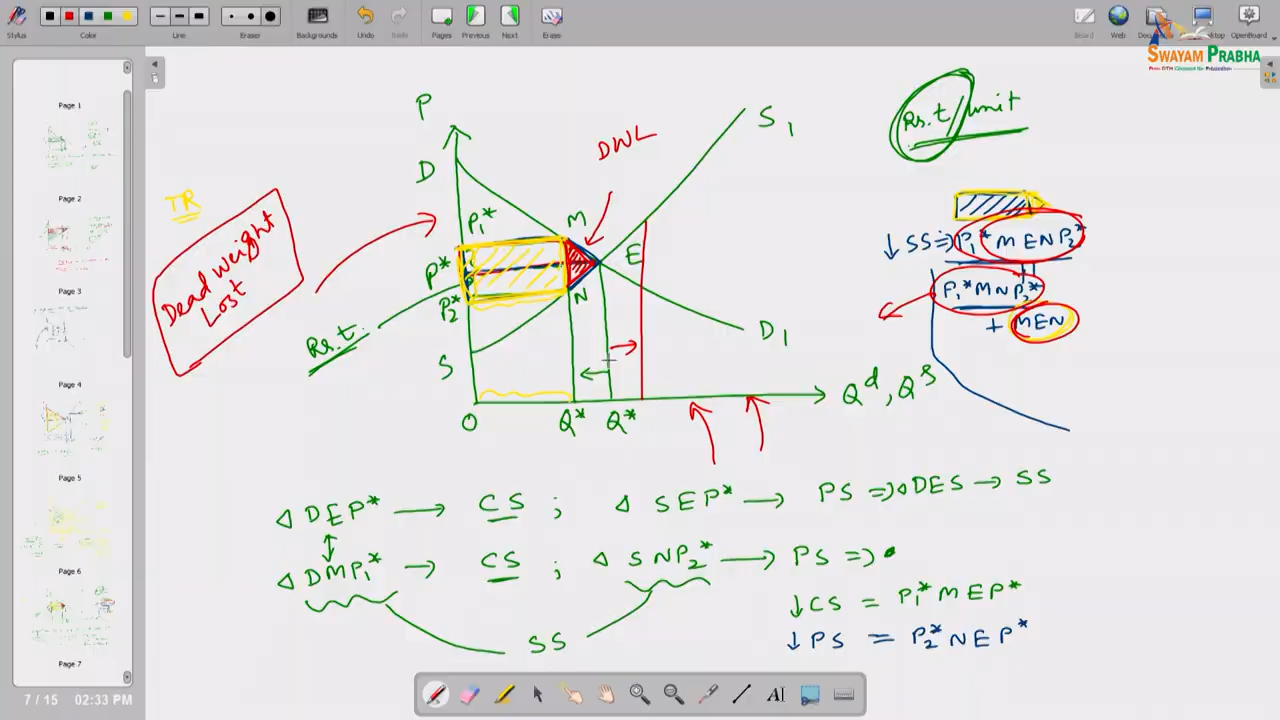 Stylus
Color
Line
Eraser
Backgrounds
Undo
Redo
Pages
Previous
Next
Erase
Board
Web
OpenBoard
SWAYAM PRABHA
Page 1
Page 2
Page 3
Page 4
Page 5
Page 6
Page 7
7 / 15 02:33 PM
P
D
P₁*
P*
P₂*
S
O
M
N
E
S₁
D₁
DWL
Q*
Q*
Qᵈ, Qˢ
TR
Dead weight
Lost
Rs. t
Rs. t / unit
↓ SS ⇒ P₁* M E N P₂*
P₁* M N P₂*
+ MEN
△ DEP* → CS ; △ SEP* → PS ⇒ △DES → SS
△ DMP₁* → CS ; △ SNP₂* → PS ⇒
SS
↓ CS = P₁* M E P*
↓ PS = P₂* N E P*
AI